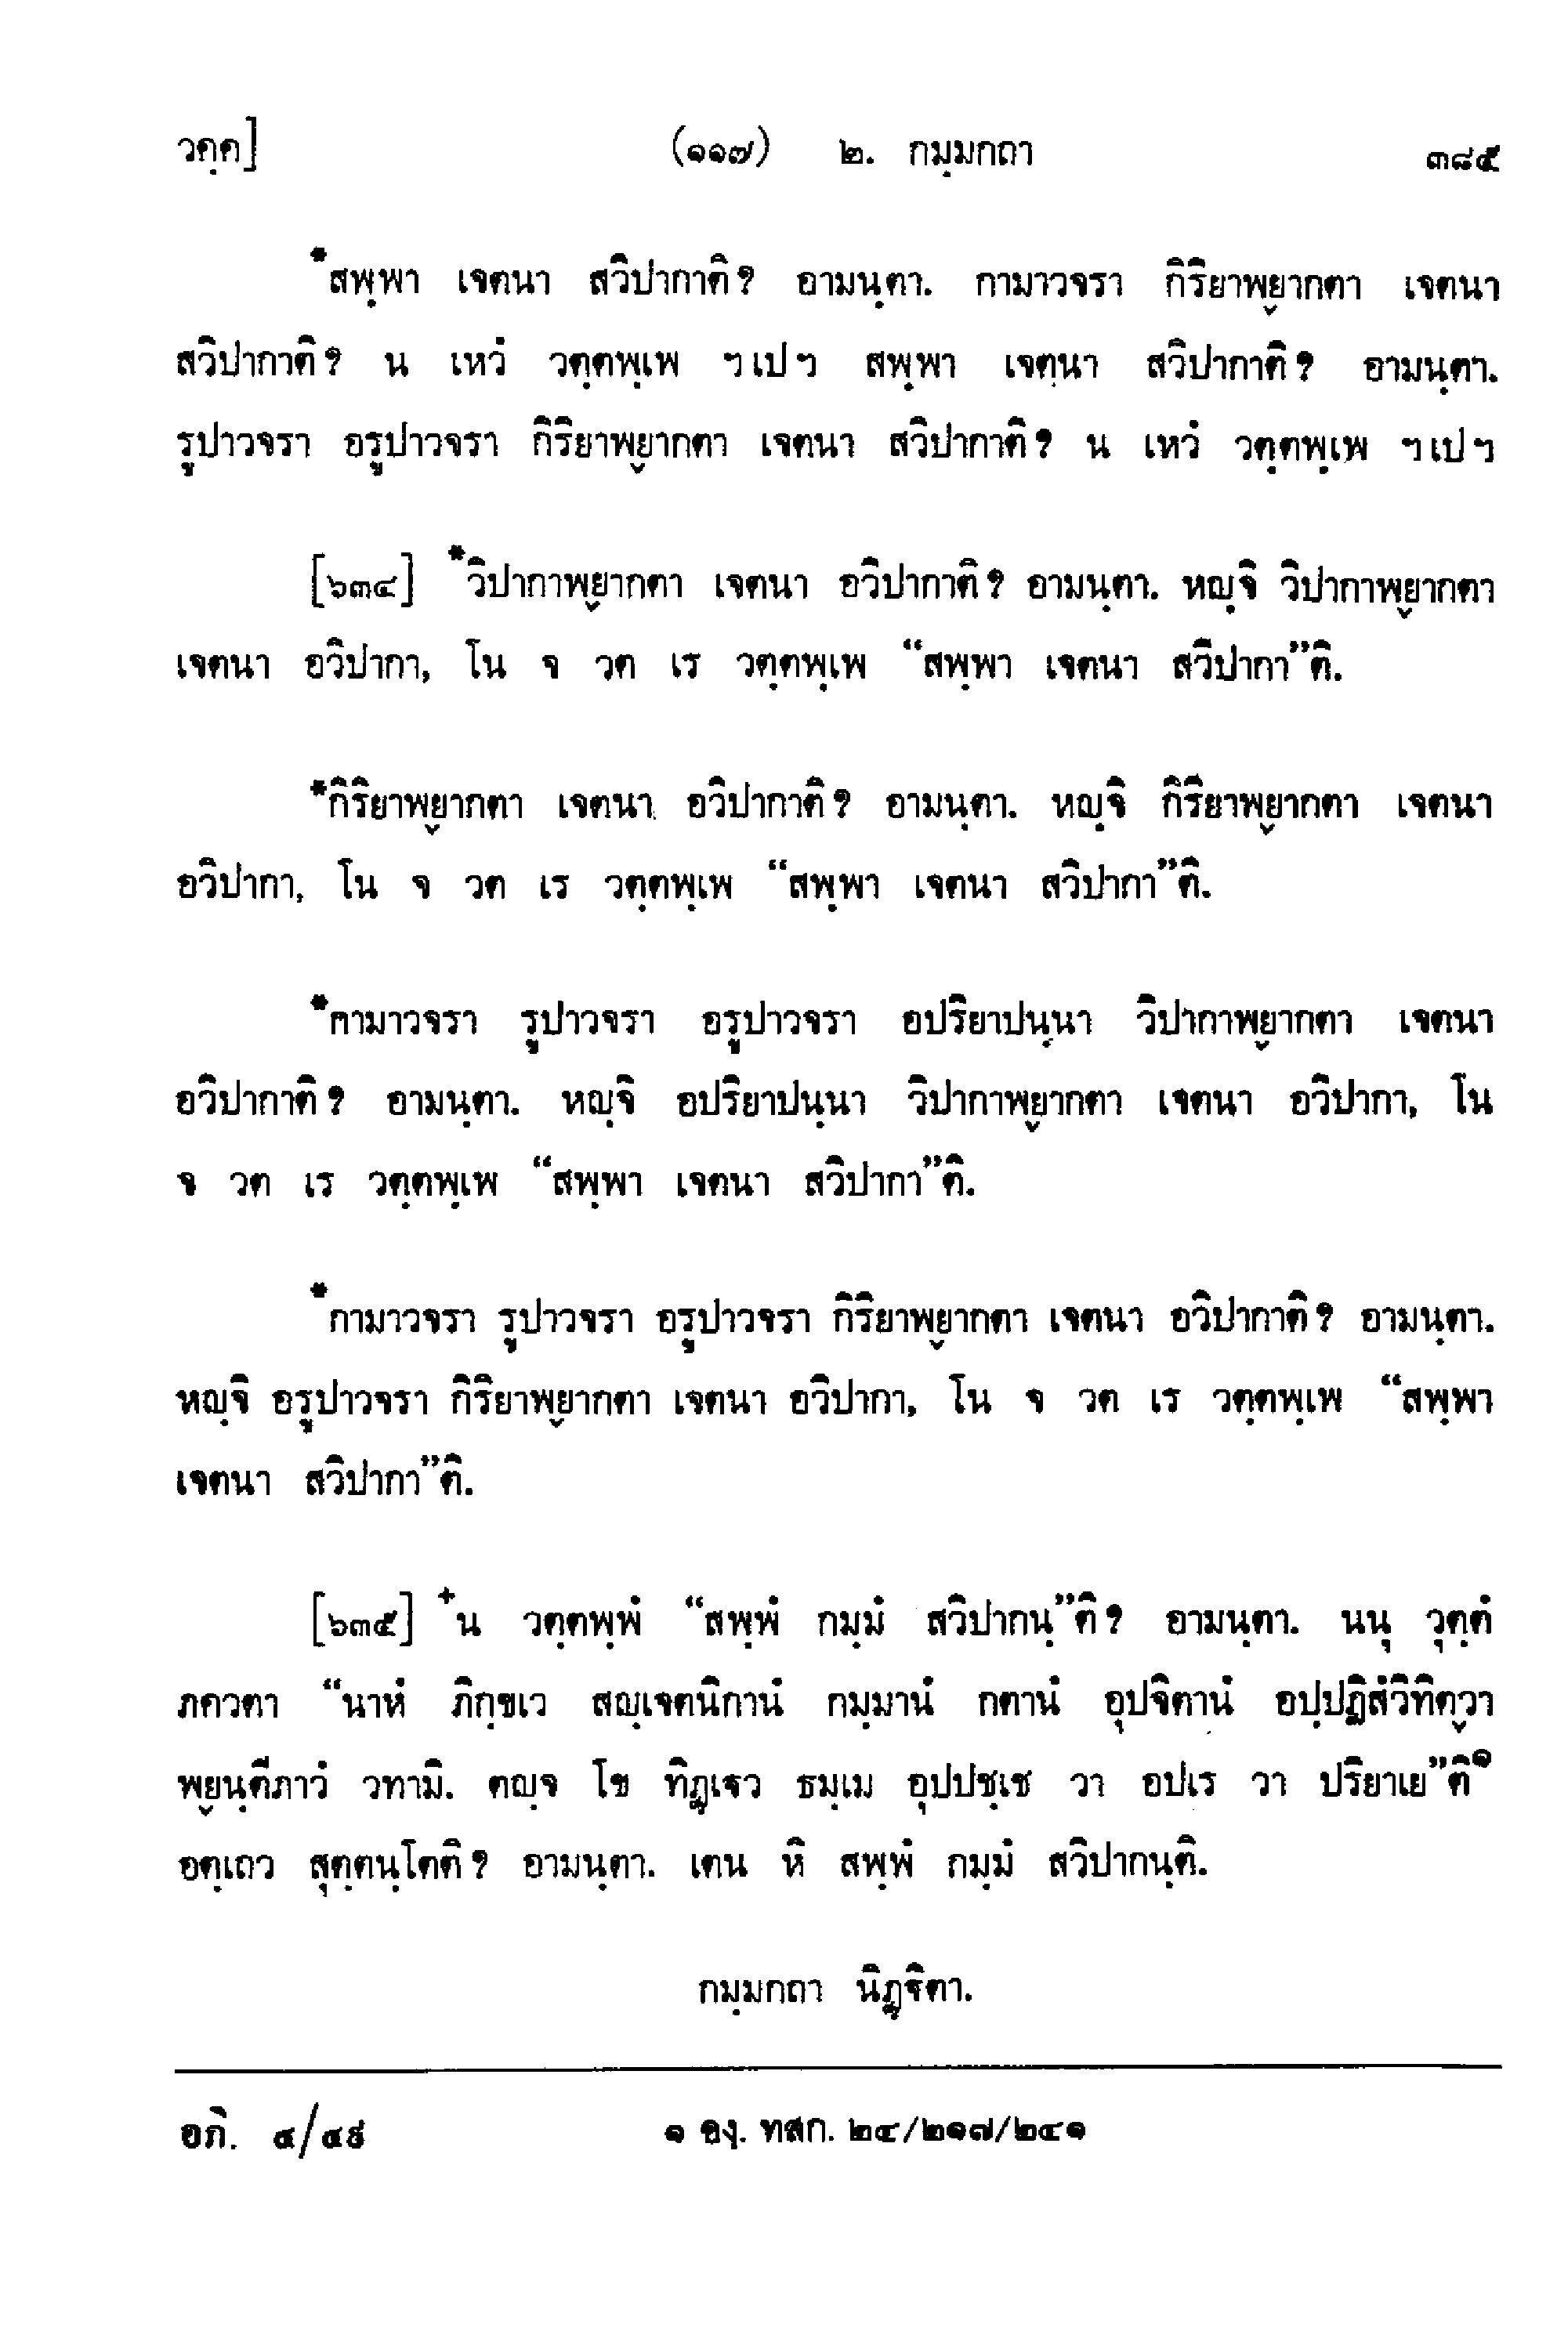 วคฺค]	(๑๑๗) ๒. กมฺมกถา	๓๘๕
*สพฺพา เจตนา สวิปากาติ? อามนฺตา. กามาวจรา กิริยาพฺยากตา เจตนา
สวิปากาติ? น เหวํ วตฺตพฺเพ ฯเปฯ สพฺพา เจตนา สวิปากาติ? อามนฺตา.
รูปาวจรา อรูปาวจรา กิริยาพฺยากตา เจตนา สวิปากาติ? น เหวํ วตฺตพฺเพ ฯเปฯ
[๖๓๔] *วิปากาพฺยากตา เจตนา อวิปากาติ? อามนฺตา. หญฺจิ วิปากาพฺยากตา
เจตนา อวิปากา, โน จ วต เร วตฺตพฺเพ “สพฺพา เจตนา สวิปากา”ติ.
*กิริยาพฺยากตา เจตนา อวิปากาติ? อามนฺตา. หญฺจิ กิริยาพฺยากตา เจตนา
อวิปากา, โน จ วต เร วตฺตพฺเพ “สพฺพา เจตนา สวิปากา”ติ.
*กามาวจรา รูปาวจรา อรูปาวจรา อปริยาปนฺนา วิปากาพฺยากตา เจตนา
อวิปากาติ? อามนฺตา. หญฺจิ อปริยาปนฺนา วิปากาพฺยากตา เจตนา อวิปากา, โน
จ วต เร วตฺตพฺเพ “สพฺพา เจตนา สวิปากา”ติ.
*กามาวจรา รูปาวจรา อรูปาวจรา กิริยาพฺยากตา เจตนา อวิปากาติ? อามนฺตา.
หญฺจิ อรูปาวจรา กิริยาพฺยากตา เจตนา อวิปากา, โน จ วต เร วตฺตพฺเพ “สพฺพา
เจตนา สวิปากา”ติ.
[๖๓๕] +น วตฺตพฺพํ “สพฺพํ กมฺมํ สวิปากนฺ”ติ? อามนฺตา. นนุ วุตฺตํ
ภควตา “นาหํ ภิกฺขเว สญฺเจตนิกานํ กมฺมานํ กตานํ อุปจิตานํ อปฺปฏิสํวิทิตฺวา
พฺยนฺตีภาวํ วทามิ. ตญฺจ โข ทิฏฺเฐว ธมฺเม อุปปชฺเช วา อปเร วา ปริยาเย”ติ๑
อตฺเถว สุตฺตนฺโตติ? อามนฺตา. เตน หิ สพฺพํ กมฺมํ สวิปากนฺติ.
กมฺมกถา นิฏฺฐิตา.
อภิ. ๔/๔๙	๑ องฺ. ทสก. ๒๔/๒๑๗/๒๔๑